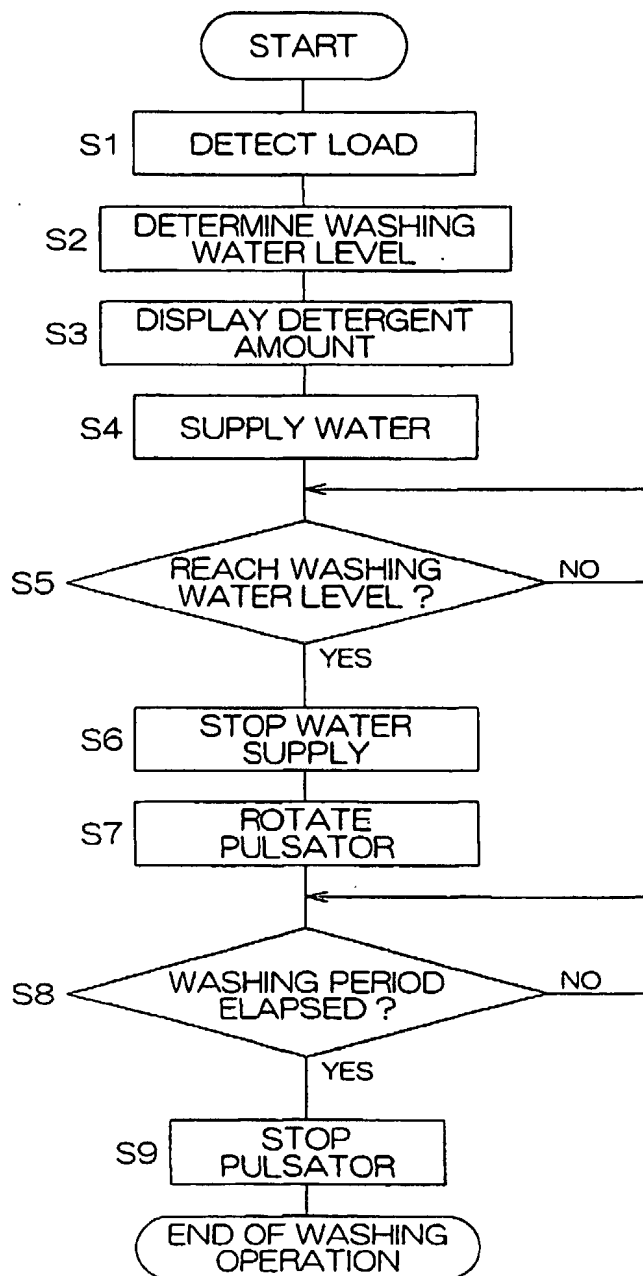 START
S1 DETECT LOAD
S2 DETERMINE WASHING
WATER LEVEL
S3 DISPLAY DETERGENT
AMOUNT
S4 SUPPLY WATER
S5 REACH WASHING
WATER LEVEL ?
NO
YES
S6 STOP WATER
SUPPLY
S7 ROTATE
PULSATOR
S8 WASHING PERIOD
ELAPSED ?
NO
YES
S9 STOP
PULSATOR
END OF WASHING
OPERATION